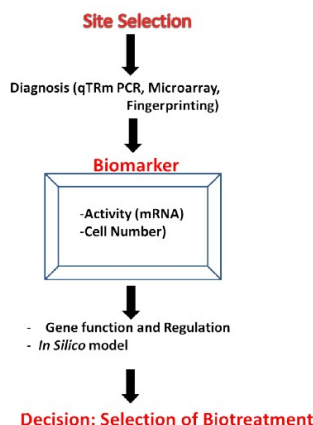 Site Selection
Diagnosis (qTRm PCR, Microarray,
Fingerprinting)
Biomarker
-Activity (mRNA)
-Cell Number)
- Gene function and Regulation
- In Silico model
Decision: Selection of Biotreatment